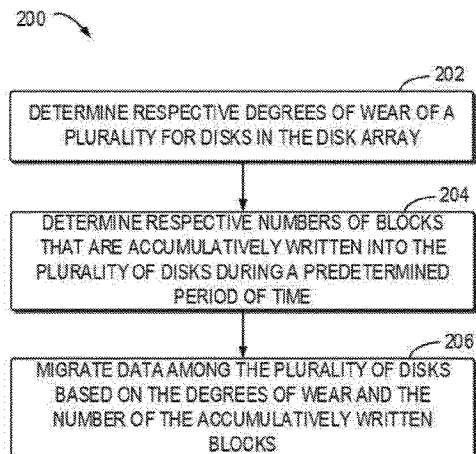 200
202
DETERMINE RESPECTIVE DEGREES OF WEAR OF A
PLURALITY FOR DISKS IN THE DISK ARRAY
204
DETERMINE RESPECTIVE NUMBERS OF BLOCKS
THAT ARE ACCUMULATIVELY WRITTEN INTO THE
PLURALITY OF DISKS DURING A PREDETERMINED
PERIOD OF TIME
206
MIGRATE DATA AMONG THE PLURALITY OF DISKS
BASED ON THE DEGREES OF WEAR AND THE
NUMBER OF THE ACCUMULATIVELY WRITTEN
BLOCKS